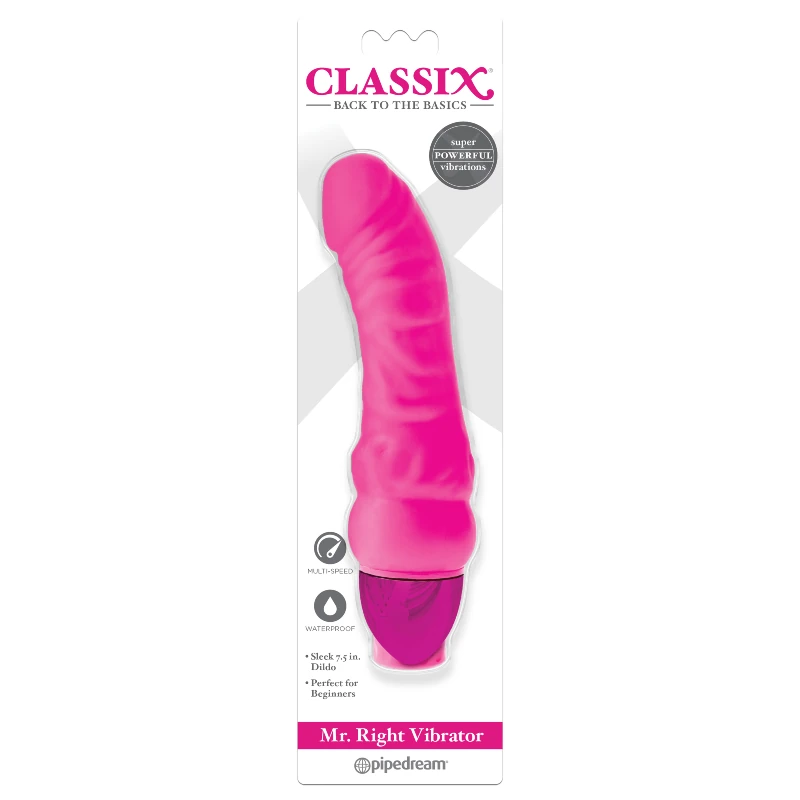 CLASSIX®
BACK TO THE BASICS
super
POWERFUL
vibrations
MULTI-SPEED
WATERPROOF
• Sleek 7.5 in.
Dildo
• Perfect for
Beginners
Mr. Right Vibrator
pipedream®